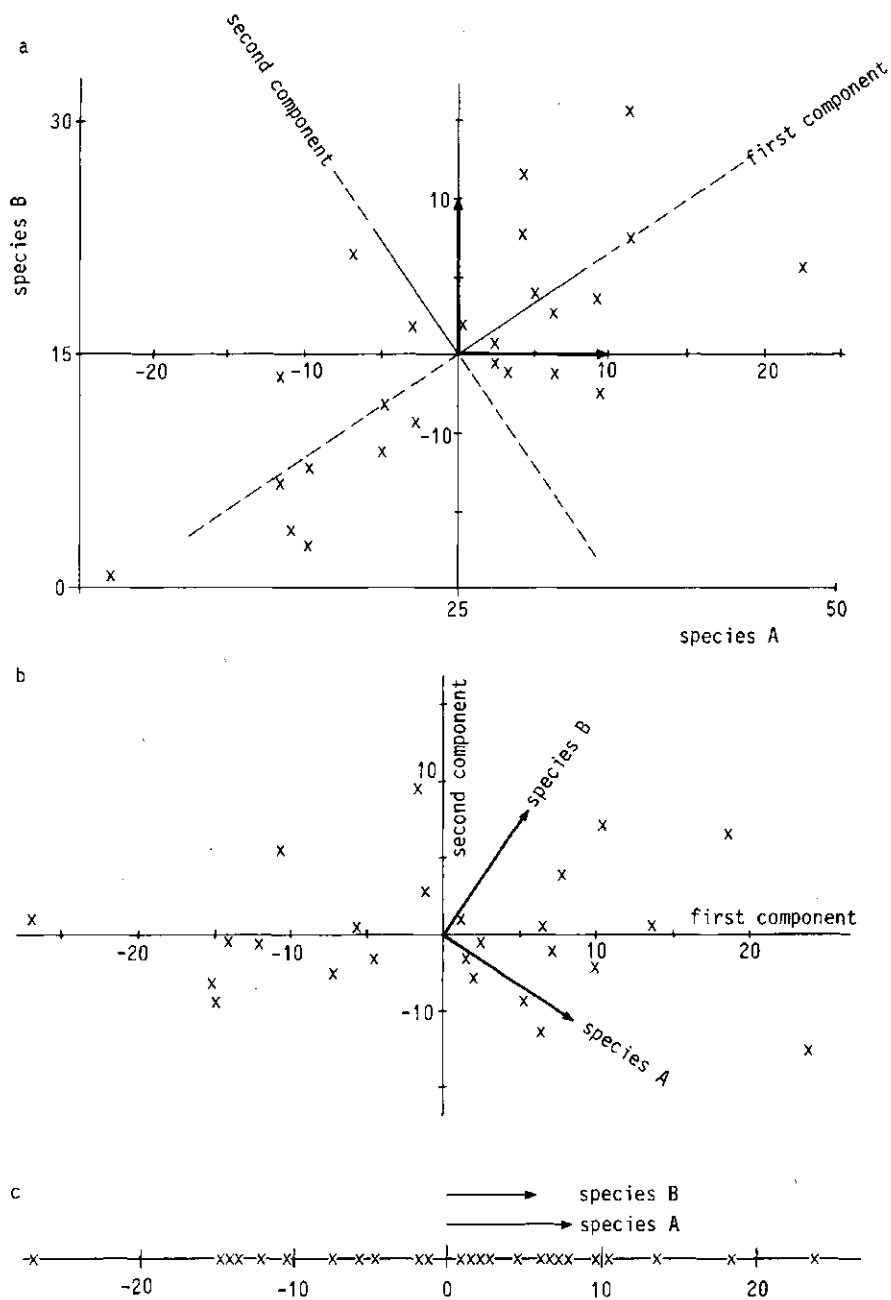 a
second component
first component
30
species B
10
15
-20
-10
10
20
-10
0
25
50
species A
b
second component
species B
10
first component
-20
-10
10
20
-10
species A
c
species B
species A
-20
-10
0
10
20